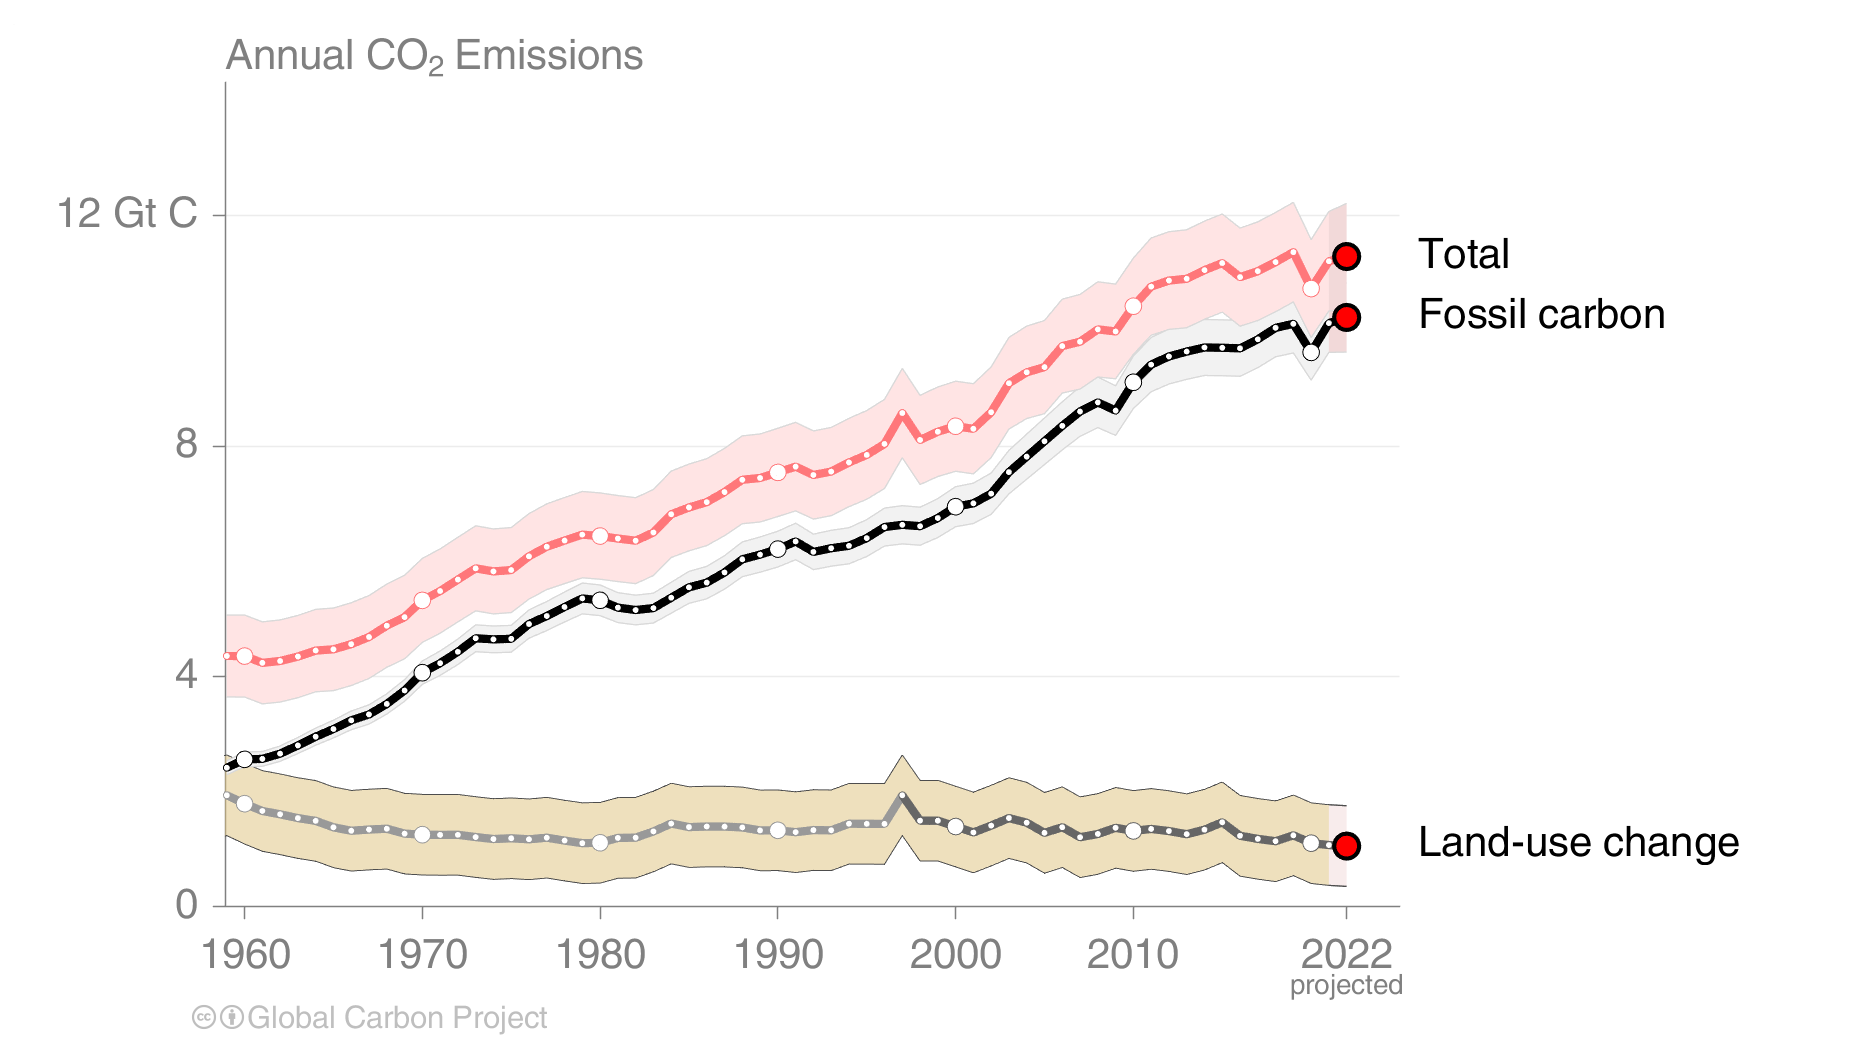 Annual CO₂ Emissions
12 Gt C
8
4
0
Total
Fossil carbon
Land-use change
1960 1970 1980 1990 2000 2010 2022
projected
cc Global Carbon Project